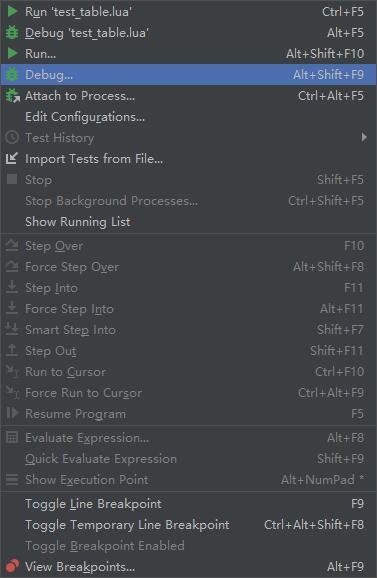 Run 'test_table.lua' Ctrl+F5
Debug 'test_table.lua' Alt+F5
Run... Alt+Shift+F10
Debug... Alt+Shift+F9
Attach to Process... Ctrl+Alt+F5
Edit Configurations...
Test History
Import Tests from File...
Stop Shift+F5
Stop Background Processes... Ctrl+Shift+F5
Show Running List
Step Over F10
Force Step Over Alt+Shift+F8
Step Into F11
Force Step Into Alt+F11
Smart Step Into Shift+F7
Step Out Shift+F11
Run to Cursor Ctrl+F10
Force Run to Cursor Ctrl+Alt+F9
Resume Program F5
Evaluate Expression... Alt+F8
Quick Evaluate Expression Shift+F9
Show Execution Point Alt+NumPad *
Toggle Line Breakpoint F9
Toggle Temporary Line Breakpoint Ctrl+Alt+Shift+F8
Toggle Breakpoint Enabled
View Breakpoints... Alt+F9